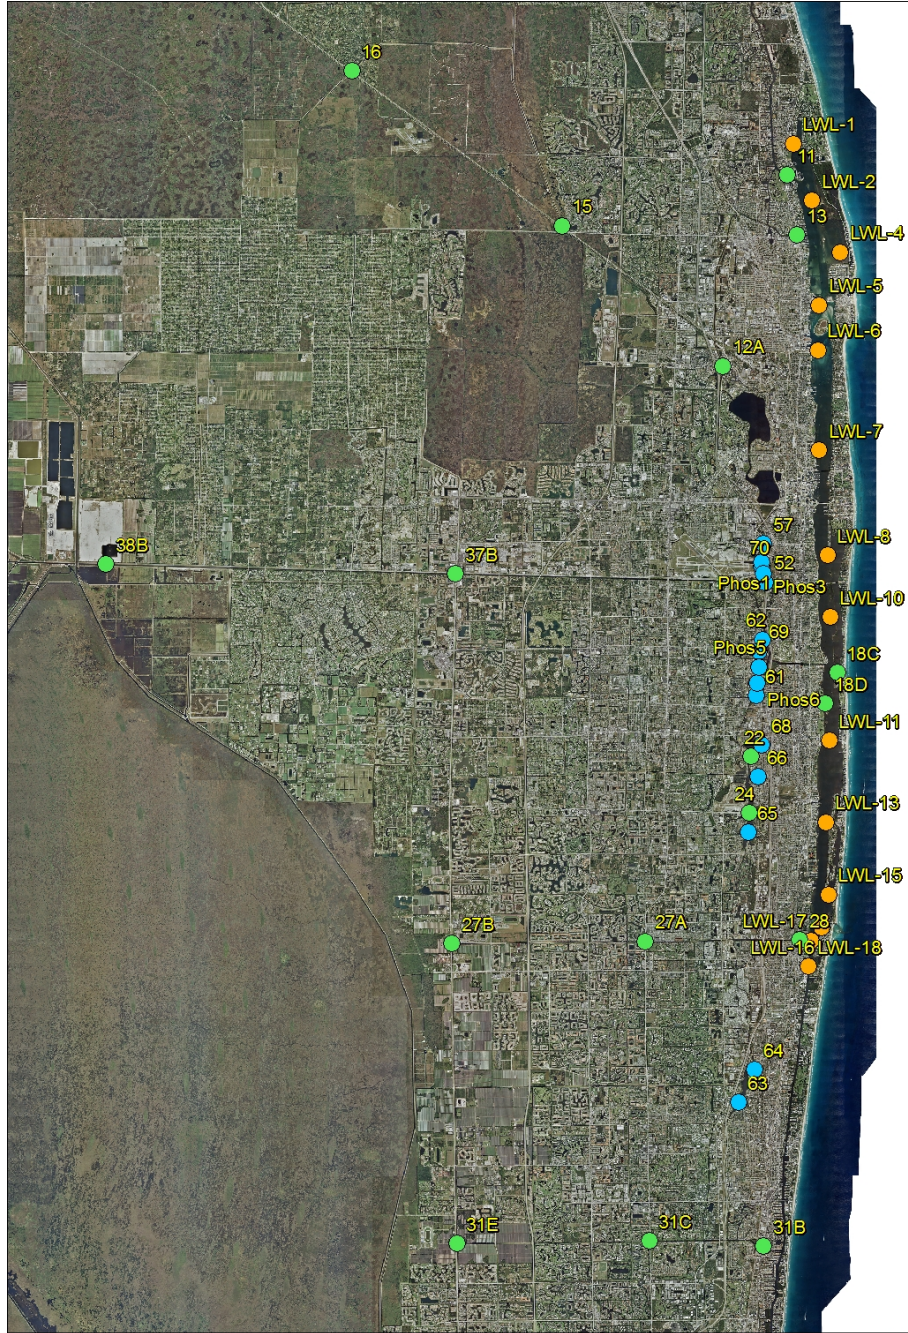 16
LWL-1
11
LWL-2
13
15
LWL-4
LWL-5
LWL-6
12A
LWL-7
57
70
LWL-8
38B
37B
52
Phos1
Phos3
LWL-10
62
69
Phos5
18C
61
18D
Phos6
68
22
LWL-11
66
24
65
LWL-13
LWL-15
27B
27A
LWL-17
28
LWL-16
LWL-18
64
63
31E
31C
31B